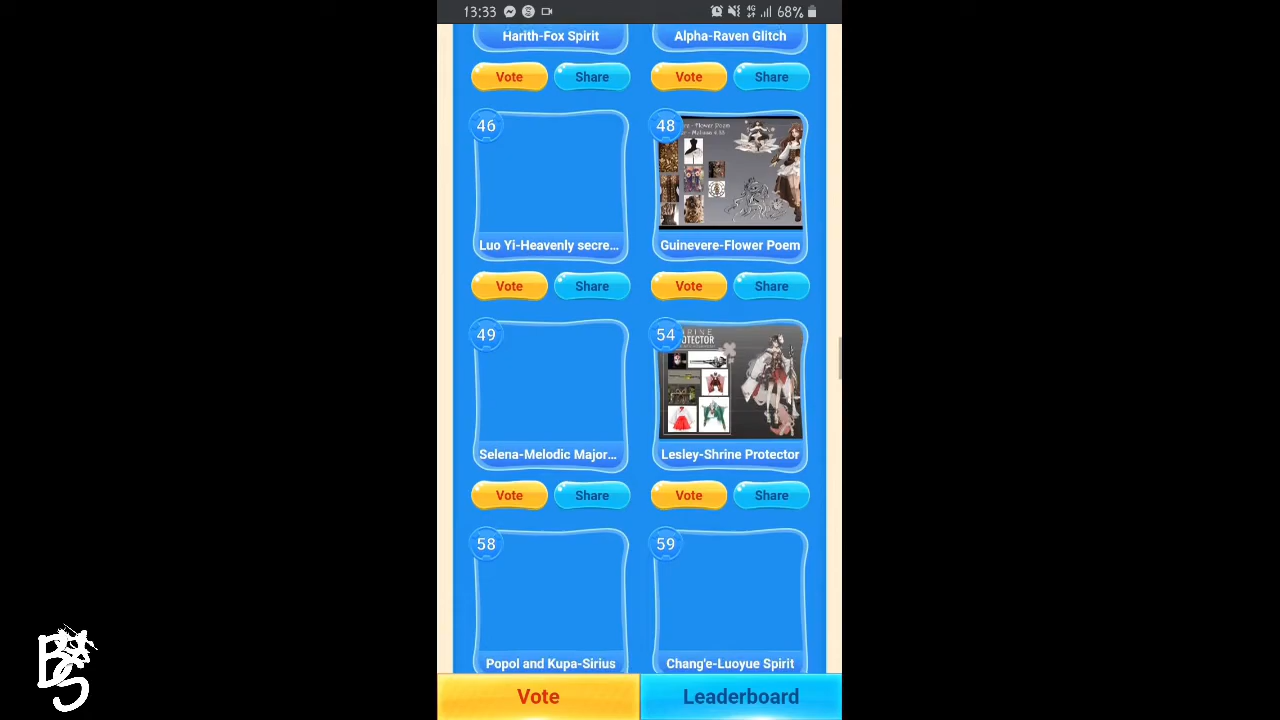 13:33
4G
68%
Harith-Fox Spirit
Alpha-Raven Glitch
Vote
Share
Vote
Share
46
48
Luo Yi-Heavenly secre...
Guinevere-Flower Poem
Vote
Share
Vote
Share
49
54
PROTECTOR
Selena-Melodic Major...
Lesley-Shrine Protector
Vote
Share
Vote
Share
58
59
Popol and Kupa-Sirius
Chang'e-Luoyue Spirit
Vote
Leaderboard